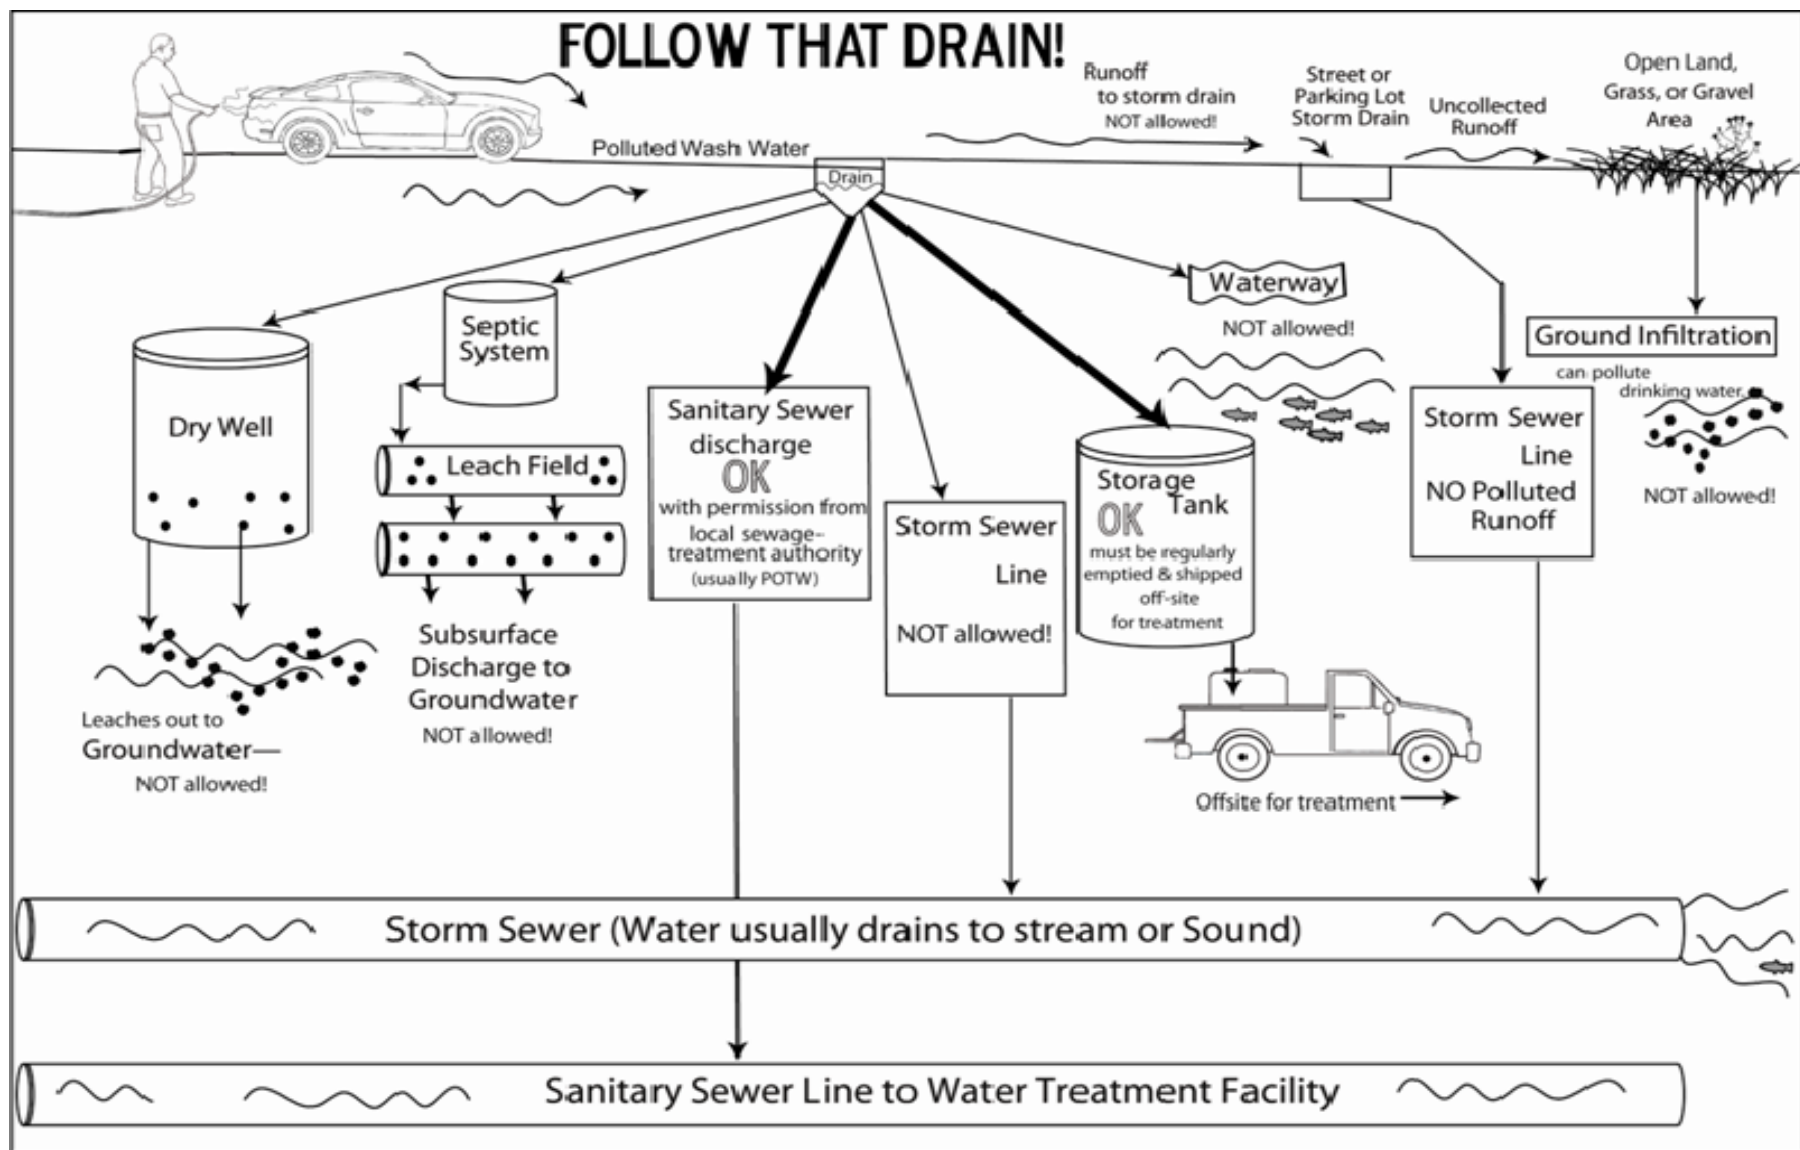 FOLLOW THAT DRAIN!
Runoff
to storm drain
NOT allowed!
Street or
Parking Lot
Storm Drain
Uncollected
Runoff
Open Land,
Grass, or Gravel
Area
Polluted Wash Water
Drain
Waterway
NOT allowed!
Ground Infiltration
can pollute
drinking water
NOT allowed!
Septic
System
Dry Well
Leach Field
Sanitary Sewer
discharge
OK
with permission from
local sewage-
treatment authority
(usually POTW)
Storm Sewer
Line
NOT allowed!
Storage
Tank
OK
must be regularly
emptied & shipped
off-site
for treatment
Storm Sewer
Line
NO Polluted
Runoff
Subsurface
Discharge to
Groundwater
NOT allowed!
Leaches out to
Groundwater—
NOT allowed!
Offsite for treatment
Storm Sewer (Water usually drains to stream or Sound)
Sanitary Sewer Line to Water Treatment Facility